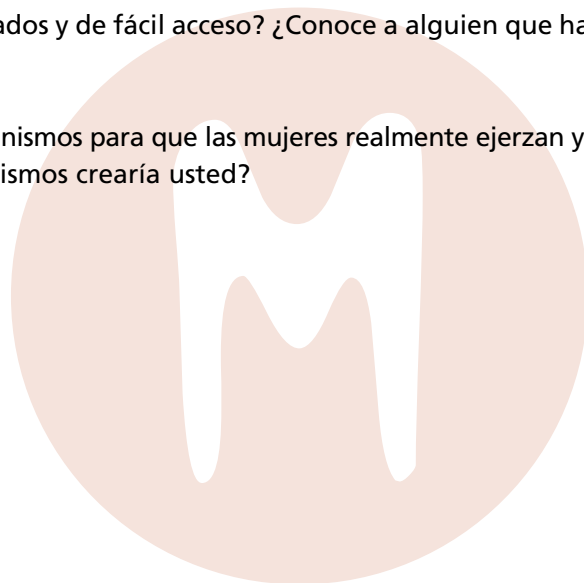 ados y de fácil acceso? ¿Conoce a alguien que ha
nismos para que las mujeres realmente ejerzan y
ismos crearía usted?
M